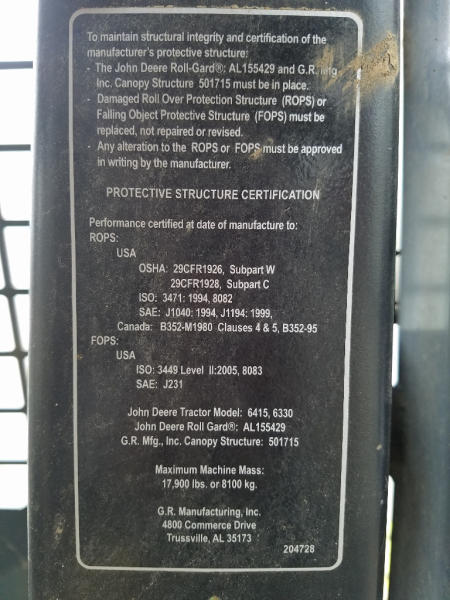 To maintain structural integrity and certification of the
manufacturer's protective structure:
- The John Deere Roll-Gard®: AL155429 and G.R. Mfg.
Inc. Canopy Structure 501715 must be in place.
- Damaged Roll Over Protection Structure (ROPS) or
Falling Object Protective Structure (FOPS) must be
replaced, not repaired or revised.
- Any alteration to the ROPS or FOPS must be approved
in writing by the manufacturer.
PROTECTIVE STRUCTURE CERTIFICATION
Performance certified at date of manufacture to:
ROPS:
USA
OSHA: 29CFR1926, Subpart W
29CFR1928, Subpart C
ISO: 3471: 1994, 8082
SAE: J1040: 1994, J1194: 1999,
Canada: B352-M1980 Clauses 4 & 5, B352-95
FOPS:
USA
ISO: 3449 Level II:2005, 8083
SAE: J231
John Deere Tractor Model: 6415, 6330
John Deere Roll Gard®: AL155429
G.R. Mfg., Inc. Canopy Structure: 501715
Maximum Machine Mass:
17,900 lbs. or 8100 kg.
G.R. Manufacturing, Inc.
4800 Commerce Drive
Trussville, AL 35173
204728